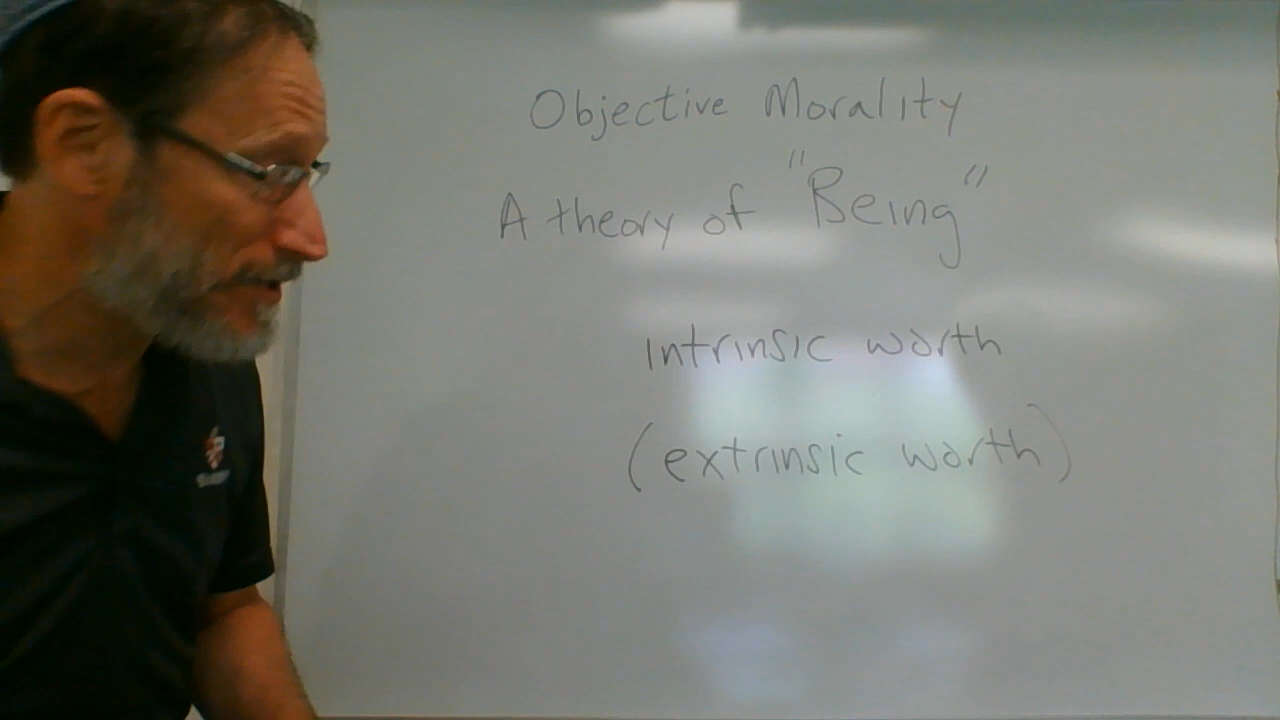 Objective Morality
A theory of "Being"
Intrinsic worth
(extrinsic worth)